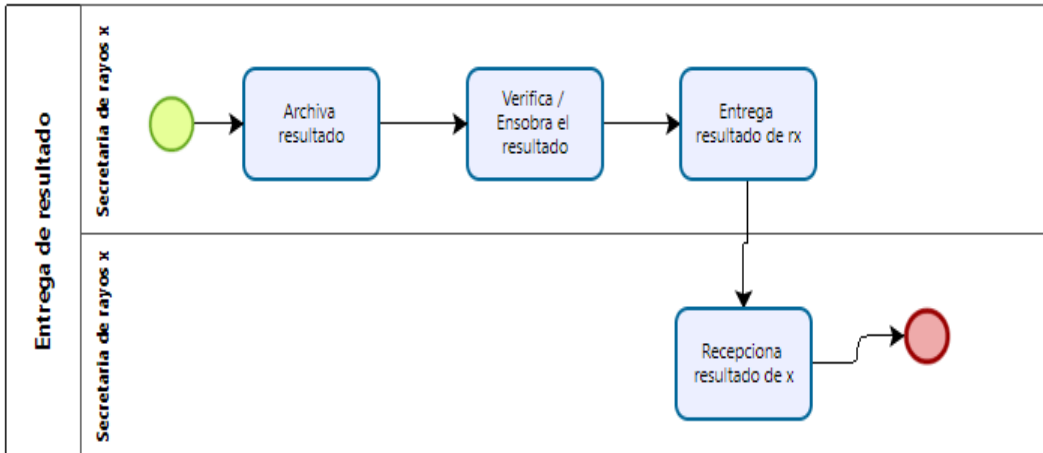 Entrega de resultado
Secretaria de rayos x
Archiva
resultado
Verifica /
Ensobra el
resultado
Entrega
resultado de rx
Secretaria de rayos x
Recepciona
resultado de x